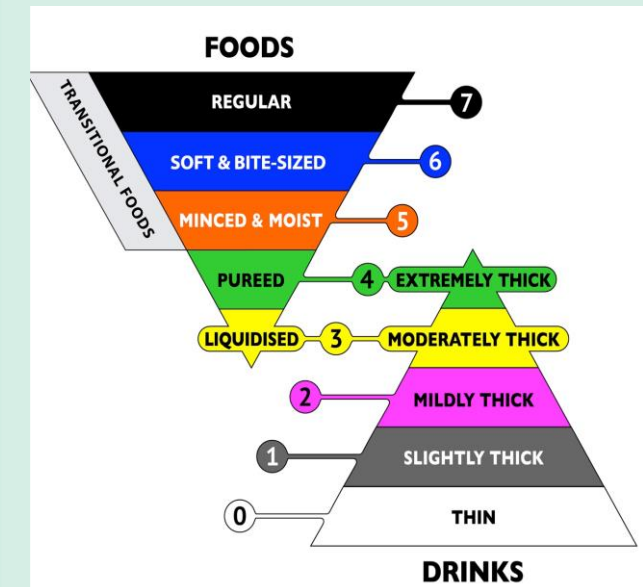 FOODS
TRANSITIONAL FOODS
REGULAR 7
SOFT & BITE-SIZED 6
MINCED & MOIST 5
PUREED 4 EXTREMELY THICK
LIQUIDISED 3 MODERATELY THICK
2 MILDLY THICK
1 SLIGHTLY THICK
0 THIN
DRINKS